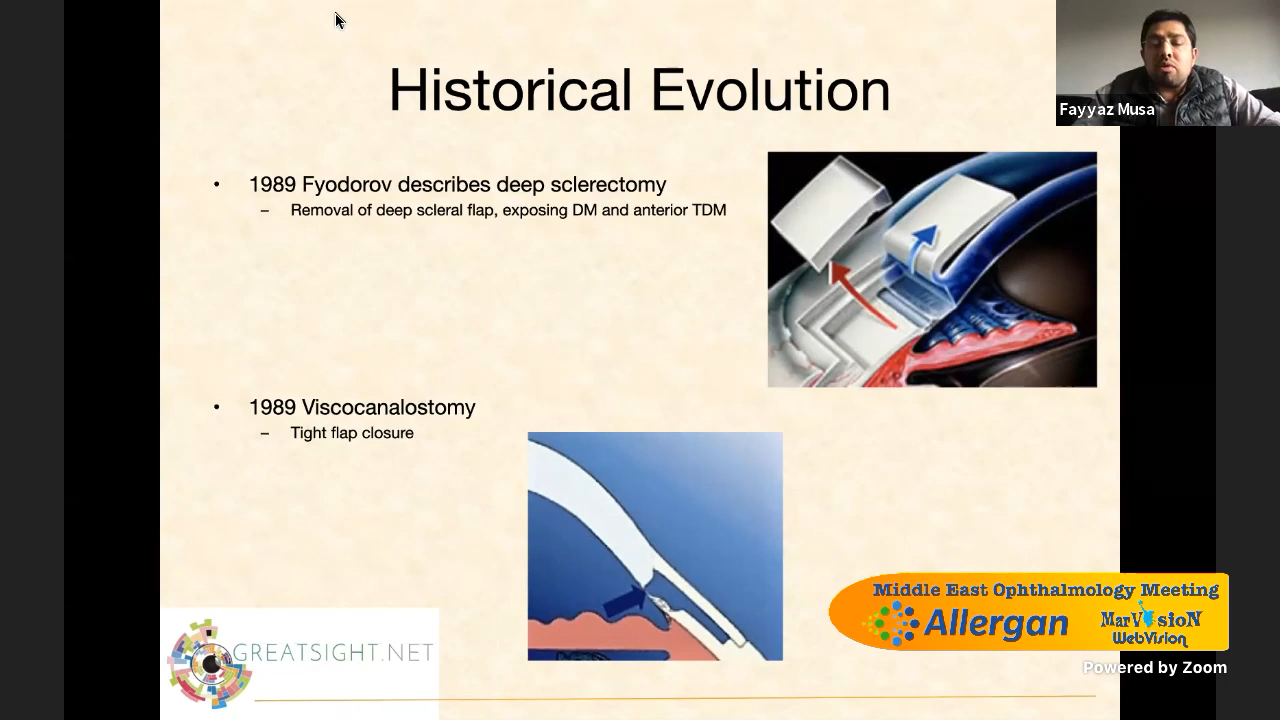 Historical Evolution
Fayyaz Musa
• 1989 Fyodorov describes deep sclerectomy
– Removal of deep scleral flap, exposing DM and anterior TDM
• 1989 Viscocanalostomy
– Tight flap closure
Middle East Ophthalmology Meeting
Allergan
MarVisioN
WebVision
GREATSIGHT.NET
Powered by Zoom